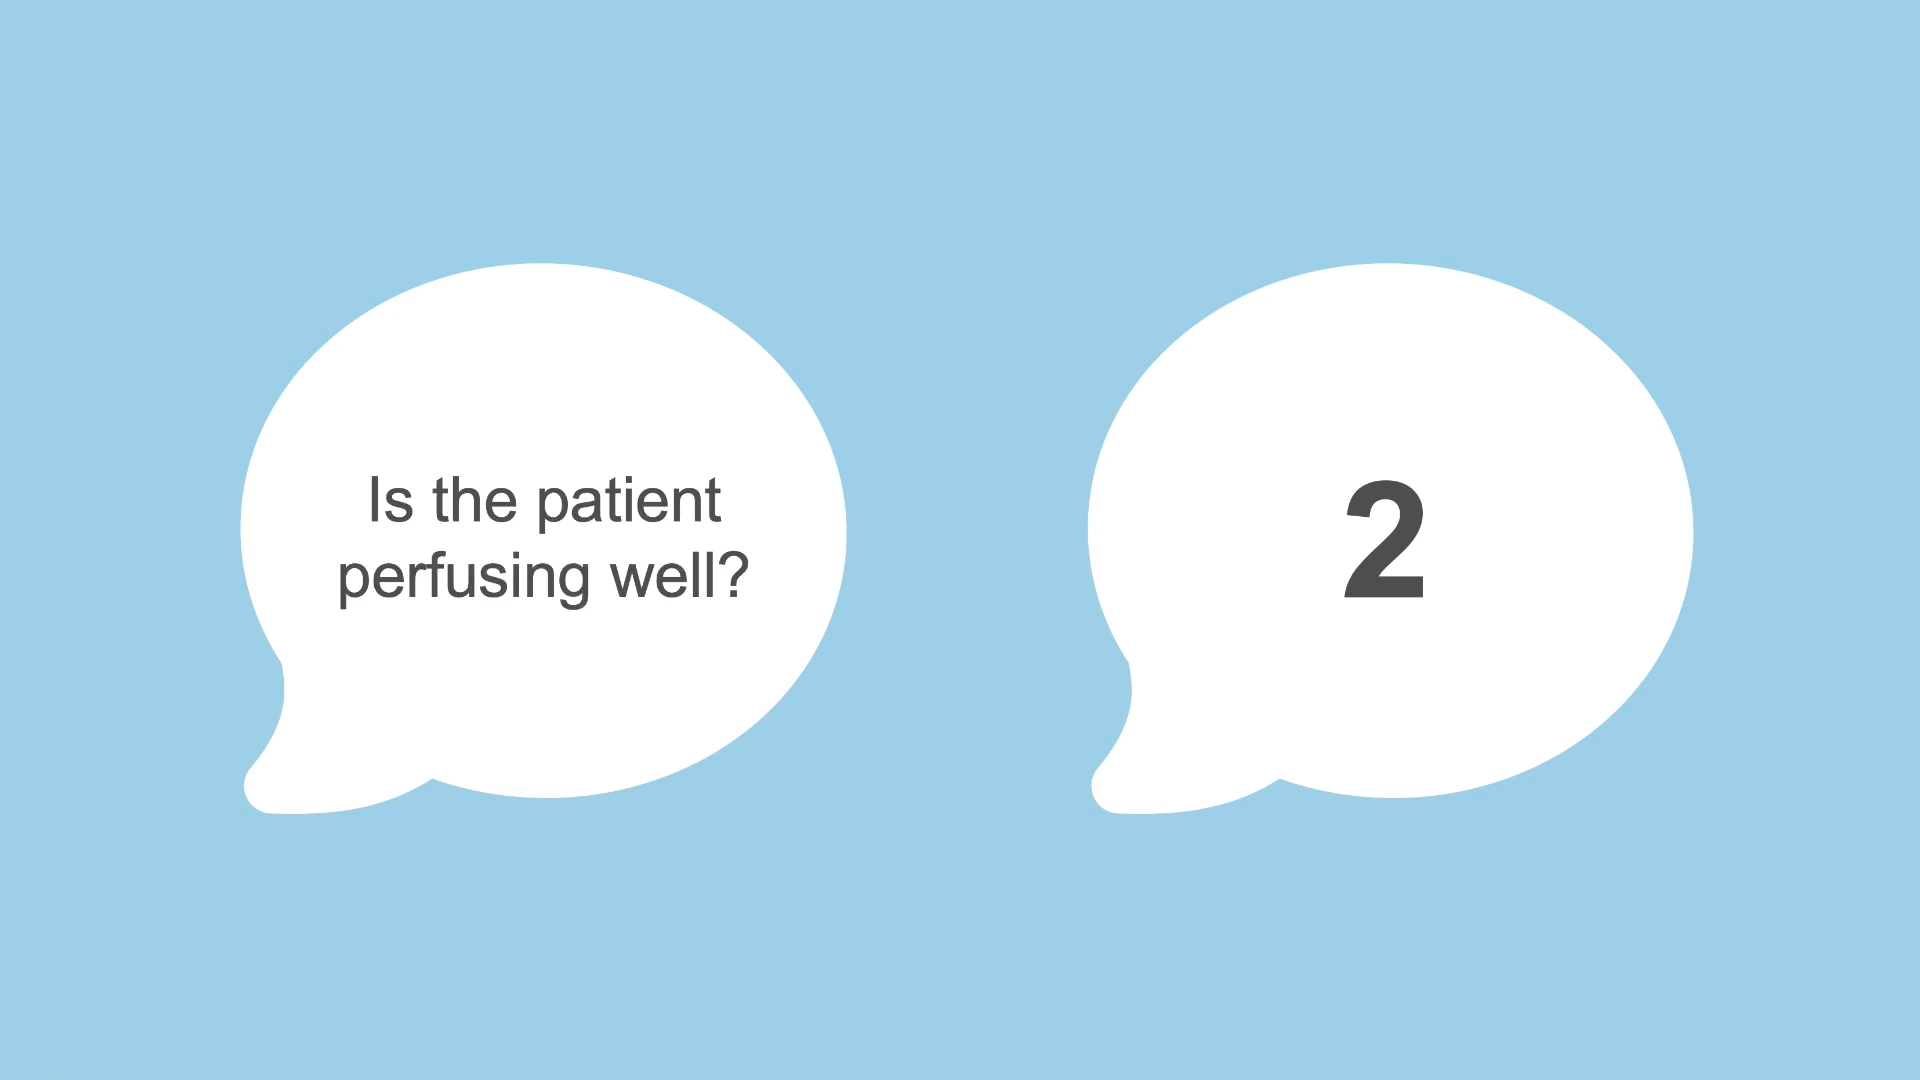 Is the patient
perfusing well?
2